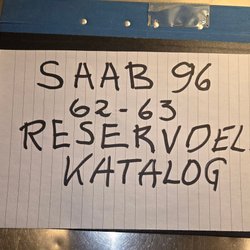 SAAB 96
62-63
RESERVDEL
KATALOG